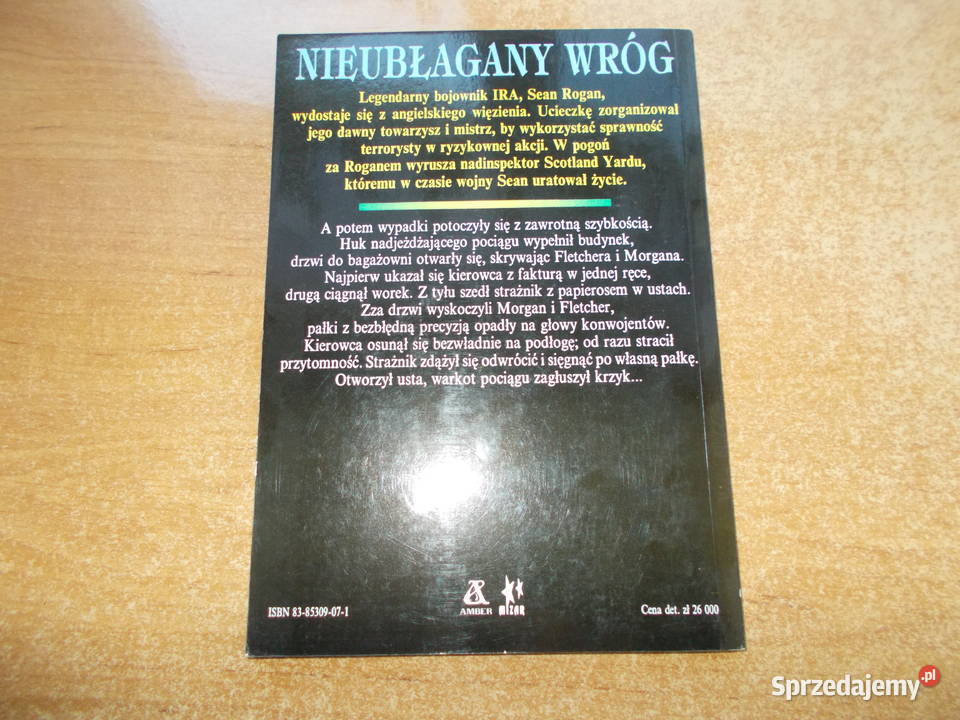 NIEUBŁAGANY WRÓG
Legendarny bojownik IRA, Sean Rogan,
wydostaje się z angielskiego więzienia. Ucieczkę zorganizował
jego dawny towarzysz i mistrz, by wykorzystać sprawność
terrorysty w ryzykownej akcji. W pogoń
za Roganem wyrusza nadinspektor Scotland Yardu,
któremu w czasie wojny Sean uratował życie.
A potem wypadki potoczyły się z zawrotną szybkością.
Huk nadjeżdżającego pociągu wypełnił budynek,
drzwi do bagażowni otwarły się, skrywając Fletchera i Morgana.
Najpierw ukazał się kierowca z fakturą w jednej ręce,
drugą ciągnął worek. Z tyłu szedł strażnik z papierosem w ustach.
Zza drzwi wyskoczyli Morgan i Fletcher,
pałki z bezbłędną precyzją opadły na głowy konwojentów.
Kierowca osunął się bezwładnie na podłogę; od razu stracił
przytomność. Strażnik zdążył się odwrócić i sięgnąć po własną pałkę.
Otworzył usta, warkot pociągu zagłuszył krzyk...
ISBN 83-85309-07-1
AMBER
MIZAR
Cena det. zł 26 000
Sprzedajemy.pl